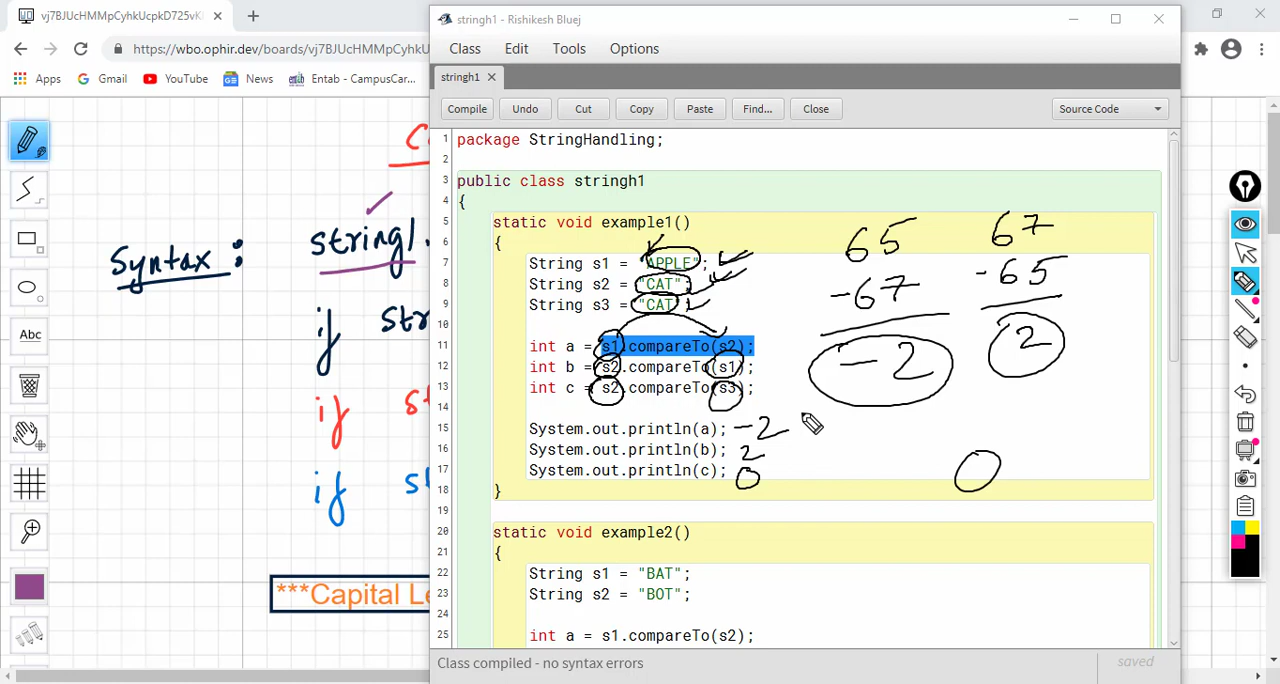 vj7BJUcHMMpCyhkUcpkD725vK
https://wbo.ophir.dev/boards/vj7BJUcHMMpCyhkU
Apps Gmail YouTube News Entab - CampusCar...
Abc
Syntax : string1.
if str
if s
if s
***Capital Le
stringh1 - Rishikesh Bluej
Class Edit Tools Options
stringh1
Compile Undo Cut Copy Paste Find... Close Source Code
1 package StringHandling;
2
3 public class stringh1
4 {
5 static void example1()
6 {
7 String s1 = "APPLE";
8 String s2 = "CAT";
9 String s3 = "CAT";
10
11 int a = s1.compareTo(s2);
12 int b = s2.compareTo(s1);
13 int c = s2.compareTo(s3);
14
15 System.out.println(a); -2
16 System.out.println(b); 2
17 System.out.println(c); 0
18 }
19
20 static void example2()
21 {
22 String s1 = "BAT";
23 String s2 = "BOT";
24
25 int a = s1.compareTo(s2);
65
-67
-2
67
-65
2
0
Class compiled - no syntax errors
saved